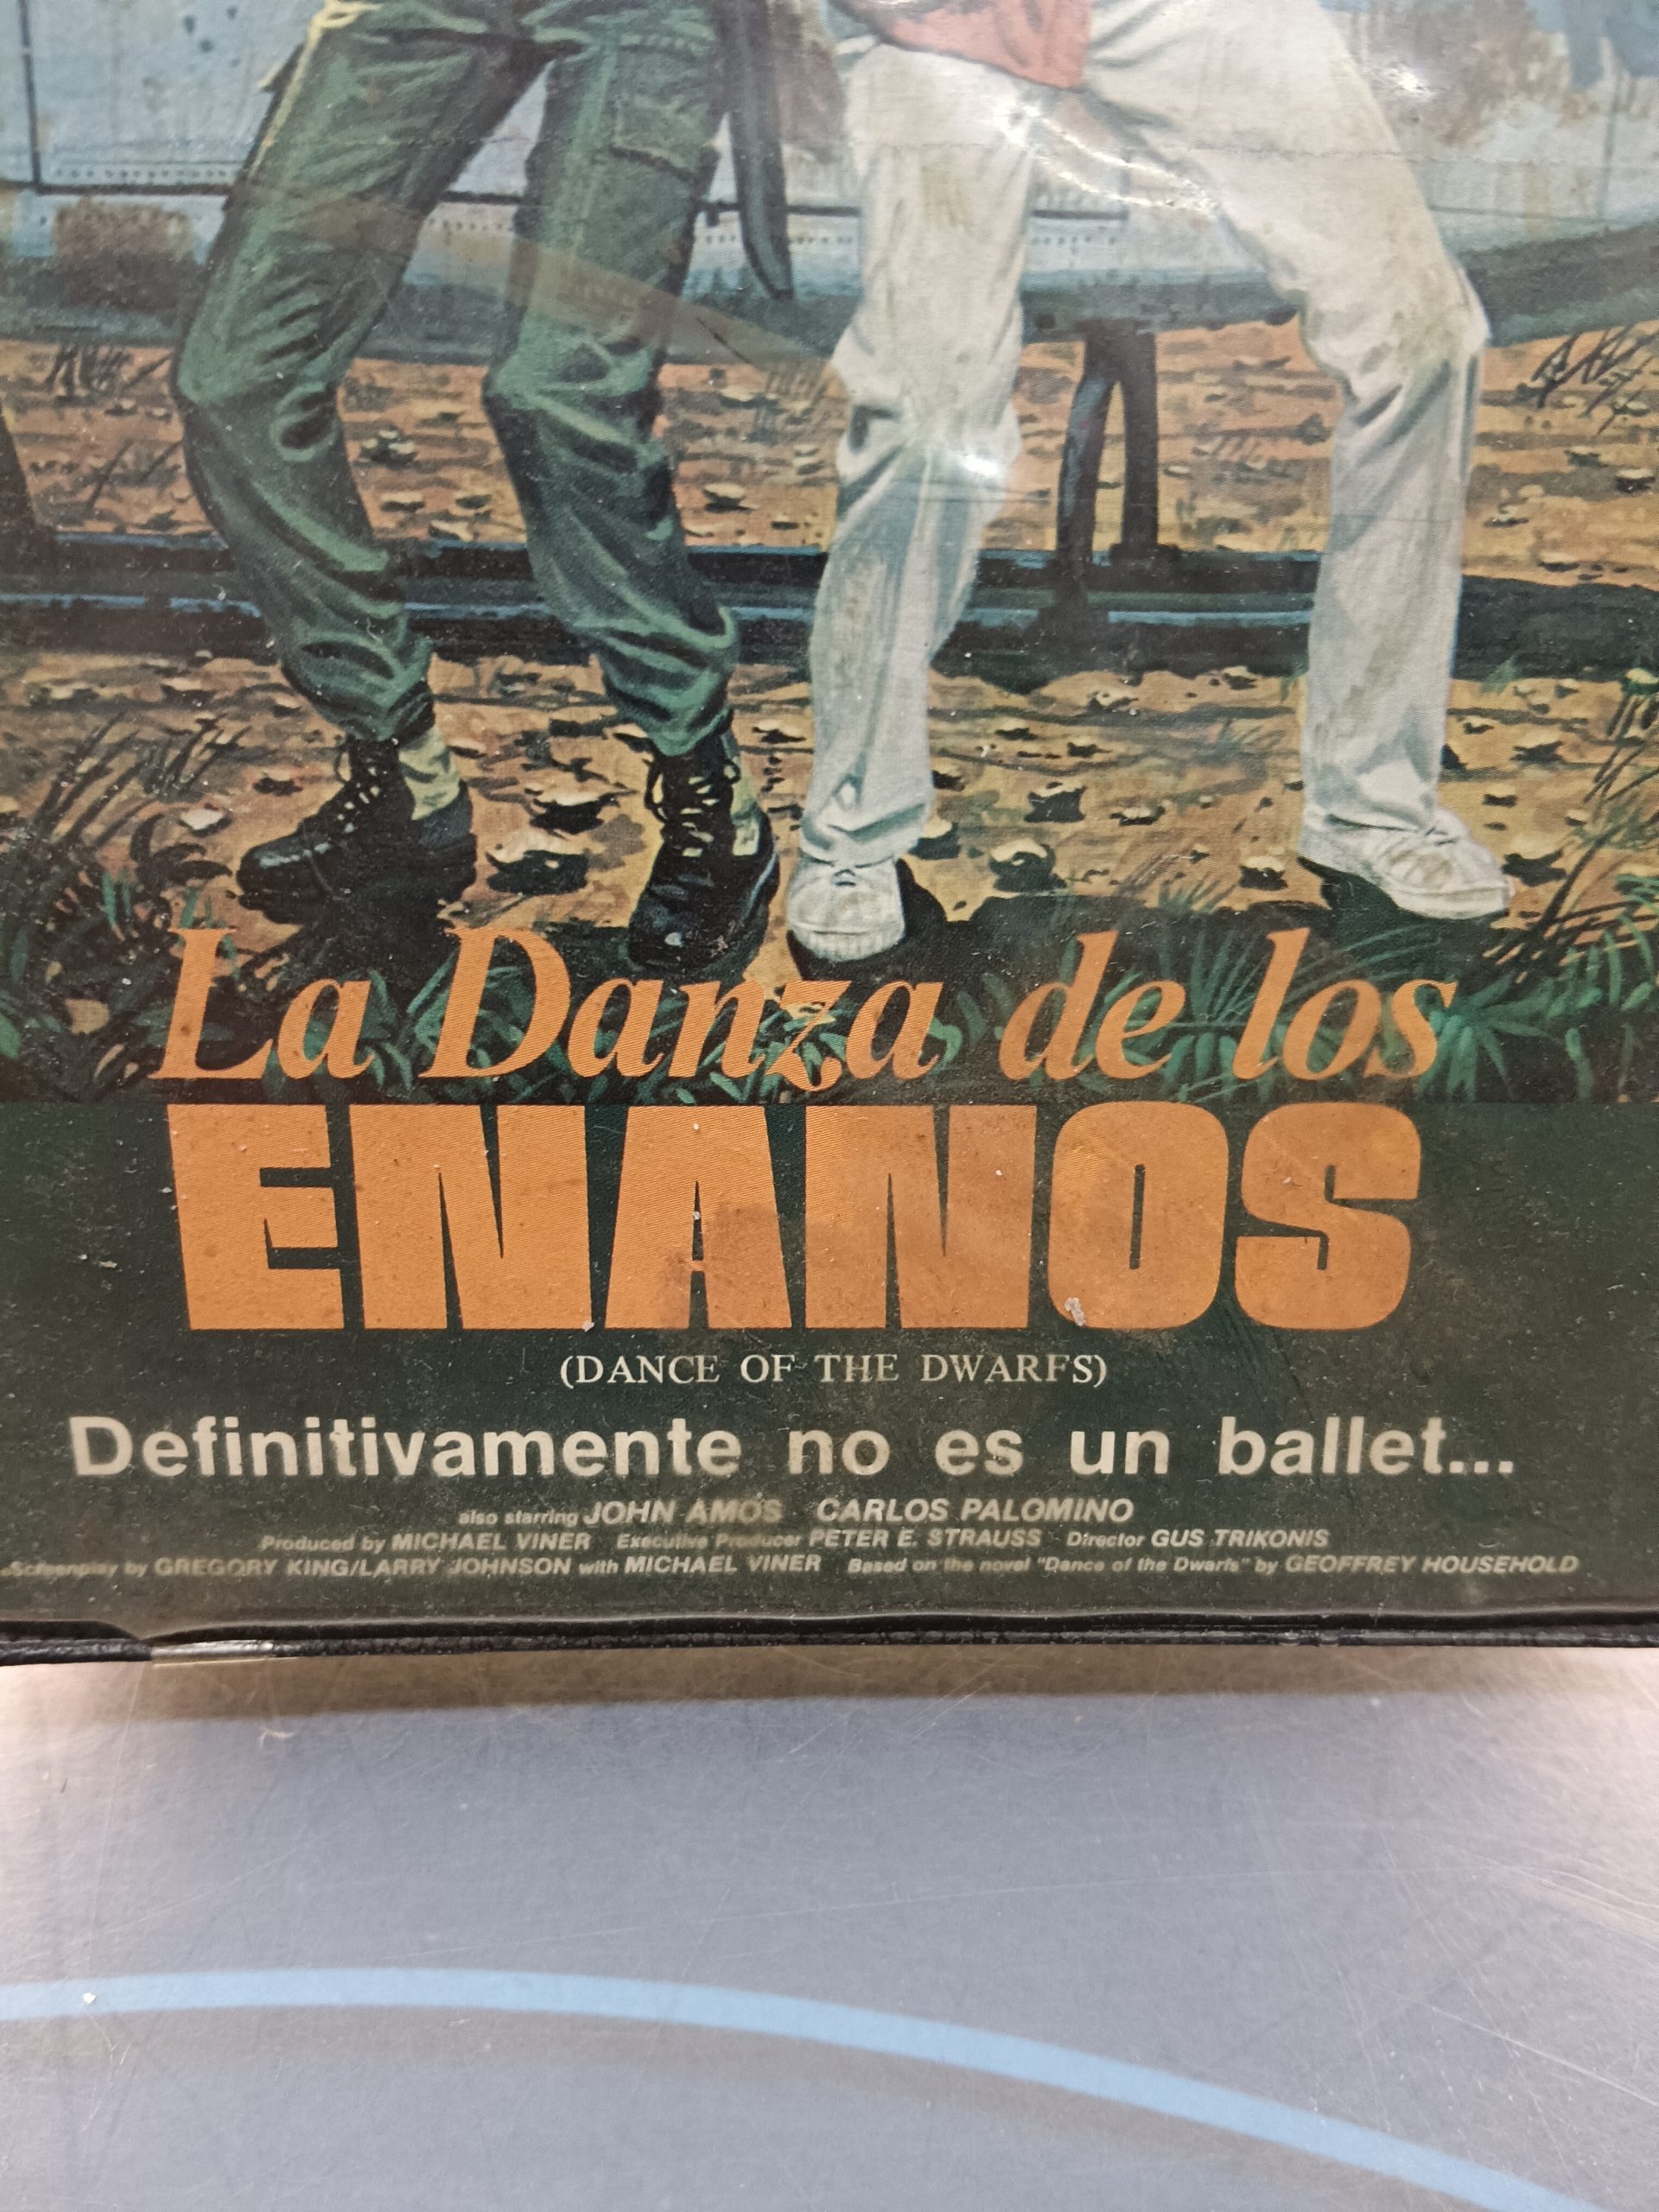 La Danza de los
ENANOS
(DANCE OF THE DWARFS)
Definitivamente no es un ballet...
also starring JOHN AMOS CARLOS PALOMINO
Produced by MICHAEL VINER Executive Producer PETER E. STRAUSS Director GUS TRIKONIS
Screenplay by GREGORY KING/LARRY JOHNSON with MICHAEL VINER Based on the novel "Dance of the Dwarfs" by GEOFFREY HOUSEHOLD